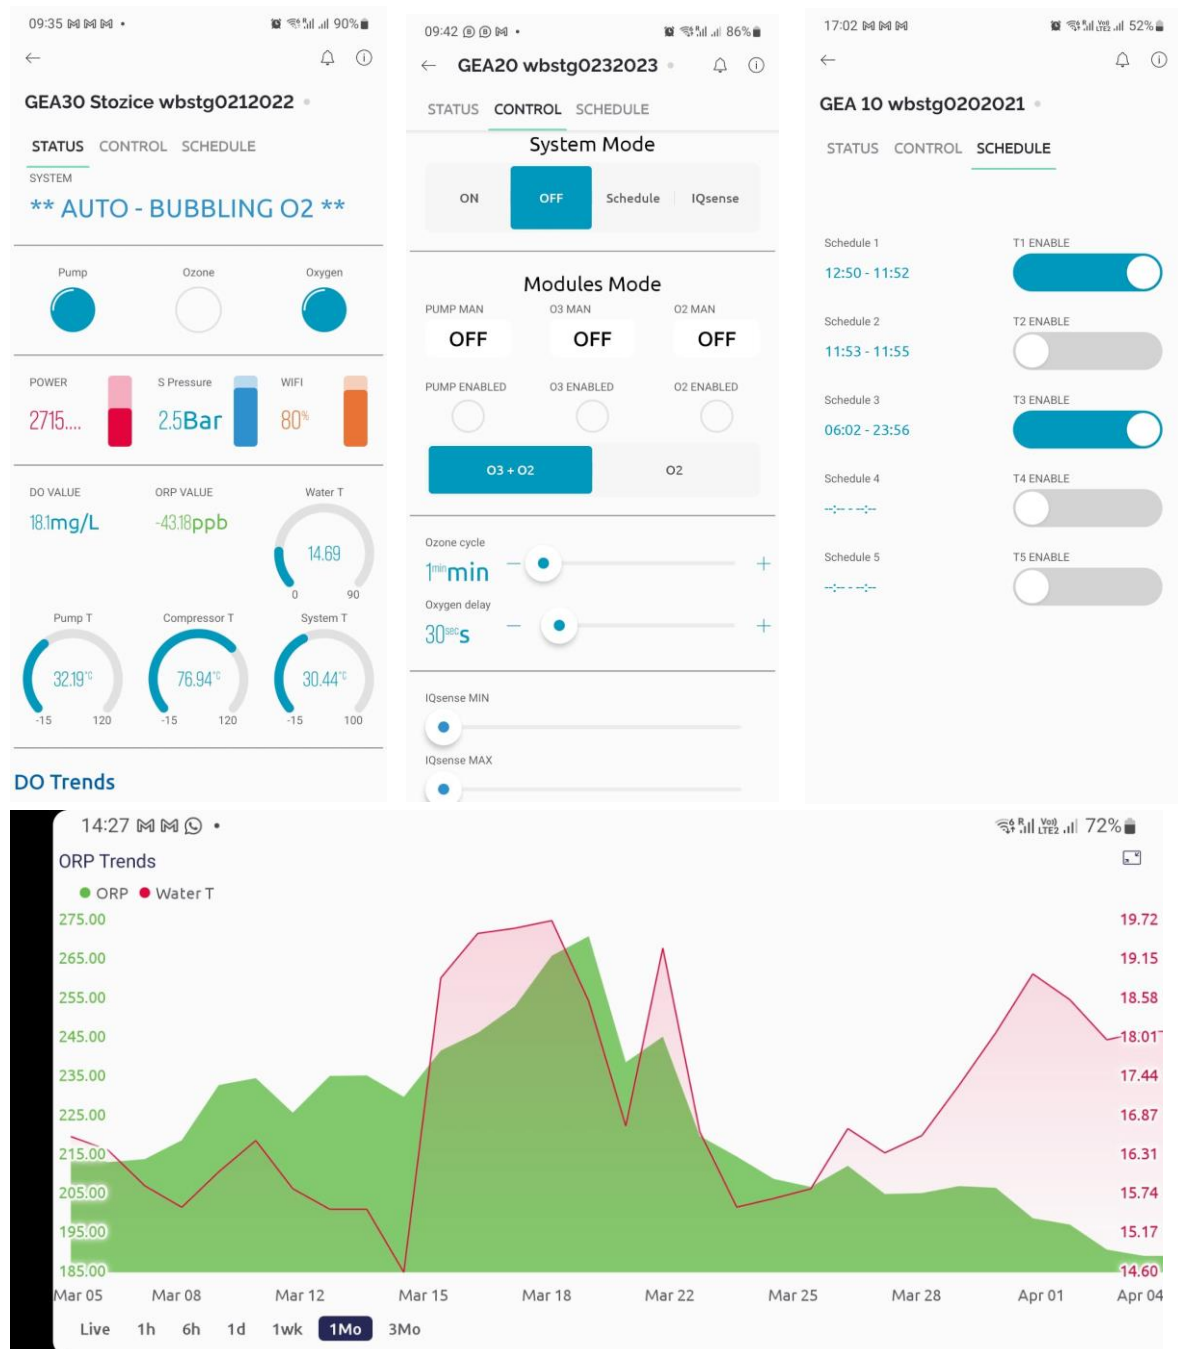 09:35 90%
GEA30 Stozice wbstg0212022
STATUS CONTROL SCHEDULE
SYSTEM
** AUTO - BUBBLING O2 **
Pump Ozone Oxygen
POWER S Pressure WIFI
2715.... 2.5Bar 80%
DO VALUE ORP VALUE Water T
18.1mg/L -43.18ppb 14.69
0 90
Pump T Compressor T System T
32.19°C 76.94°C 30.44°C
-15 120 -15 120 -15 100
DO Trends
09:42 86%
GEA20 wbstg0232023
STATUS CONTROL SCHEDULE
System Mode
ON OFF Schedule IQsense
Modules Mode
PUMP MAN O3 MAN O2 MAN
OFF OFF OFF
PUMP ENABLED O3 ENABLED O2 ENABLED
O3 + O2 O2
Ozone cycle
1min min − +
Oxygen delay
30sec s − +
IQsense MIN
IQsense MAX
17:02 Vo)) LTE2 52%
GEA 10 wbstg0202021
STATUS CONTROL SCHEDULE
Schedule 1 T1 ENABLE
12:50 - 11:52
Schedule 2 T2 ENABLE
11:53 - 11:55
Schedule 3 T3 ENABLE
06:02 - 23:56
Schedule 4 T4 ENABLE
--:-- - --:--
Schedule 5 T5 ENABLE
--:-- - --:--
14:27 R Vo)) LTE2 72%
ORP Trends
ORP Water T
275.00 19.72
265.00 19.15
255.00 18.58
245.00 18.01
235.00 17.44
225.00 16.87
215.00 16.31
205.00 15.74
195.00 15.17
185.00 14.60
Mar 05 Mar 08 Mar 12 Mar 15 Mar 18 Mar 22 Mar 25 Mar 28 Apr 01 Apr 04
Live 1h 6h 1d 1wk 1Mo 3Mo